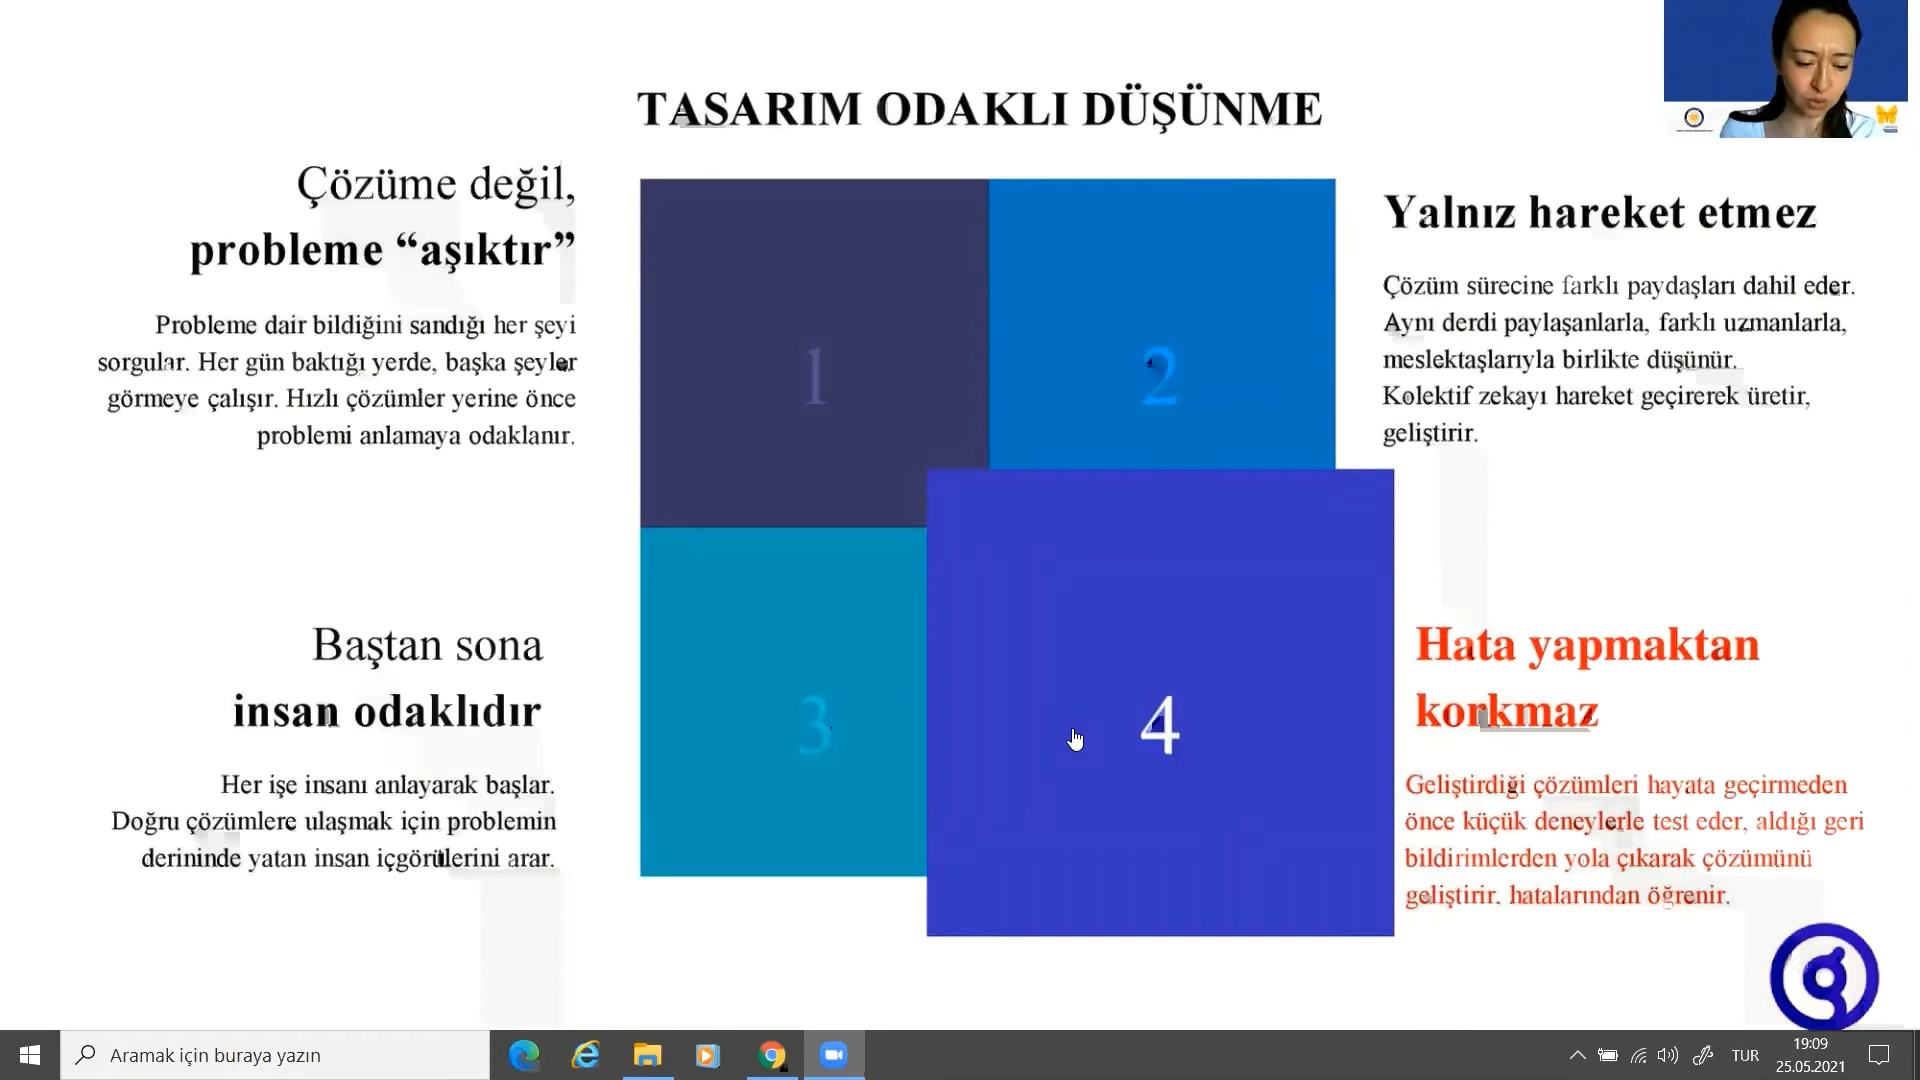 TASARIM ODAKLI DÜŞÜNME
Çözüme değil,
probleme “aşıktır”
Probleme dair bildiğini sandığı her şeyi
sorgular. Her gün baktığı yerde, başka şeyler
görmeye çalışır. Hızlı çözümler yerine önce
problemi anlamaya odaklanır.
1
2
Yalnız hareket etmez
Çözüm sürecine farklı paydaşları dahil eder.
Aynı derdi paylaşanlarla, farklı uzmanlarla,
meslektaşlarıyla birlikte düşünür.
Kolektif zekayı hareket geçirerek üretir,
geliştirir.
Baştan sona
insan odaklıdır
Her işe insanı anlayarak başlar.
Doğru çözümlere ulaşmak için problemin
derininde yatan insan içgörülerini arar.
3
4
Hata yapmaktan
korkmaz
Geliştirdiği çözümleri hayata geçirmeden
önce küçük deneylerle test eder, aldığı geri
bildirimlerden yola çıkarak çözümünü
geliştirir, hatalarından öğrenir.
Aramak için buraya yazın
TUR
19:09
25.05.2021